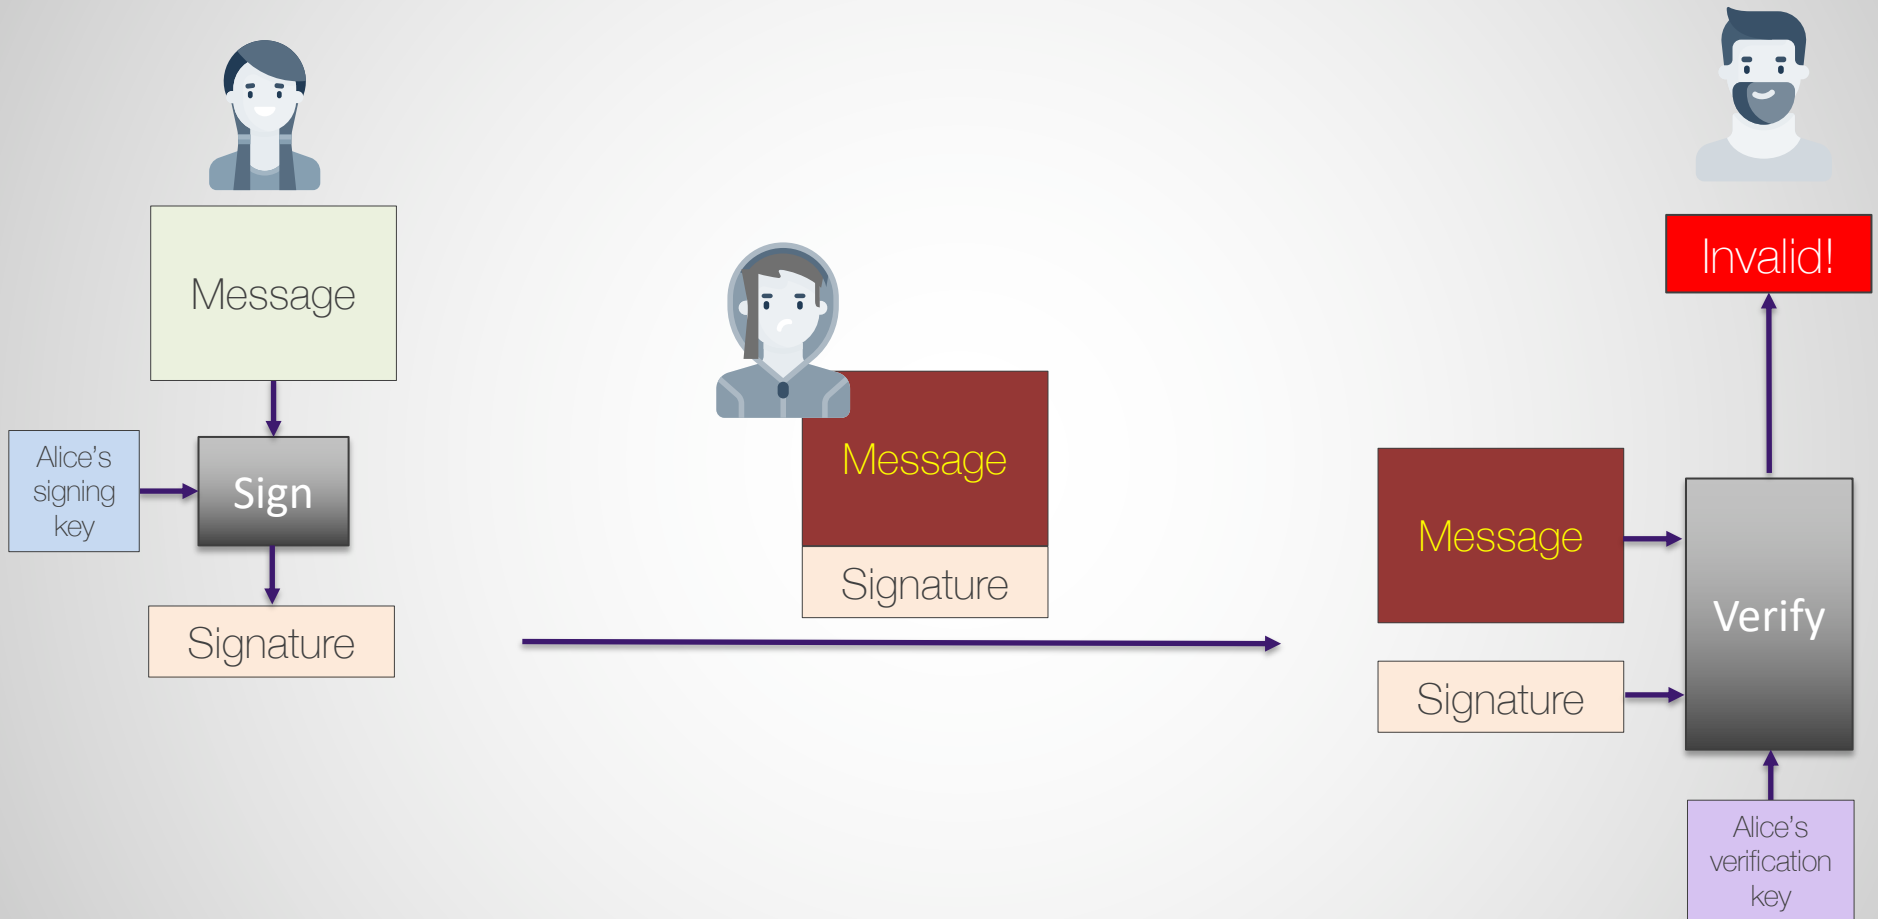 Message
Alice's
signing
key
Sign
Signature
Message
Signature
Invalid!
Message
Signature
Verify
Alice's
verification
key